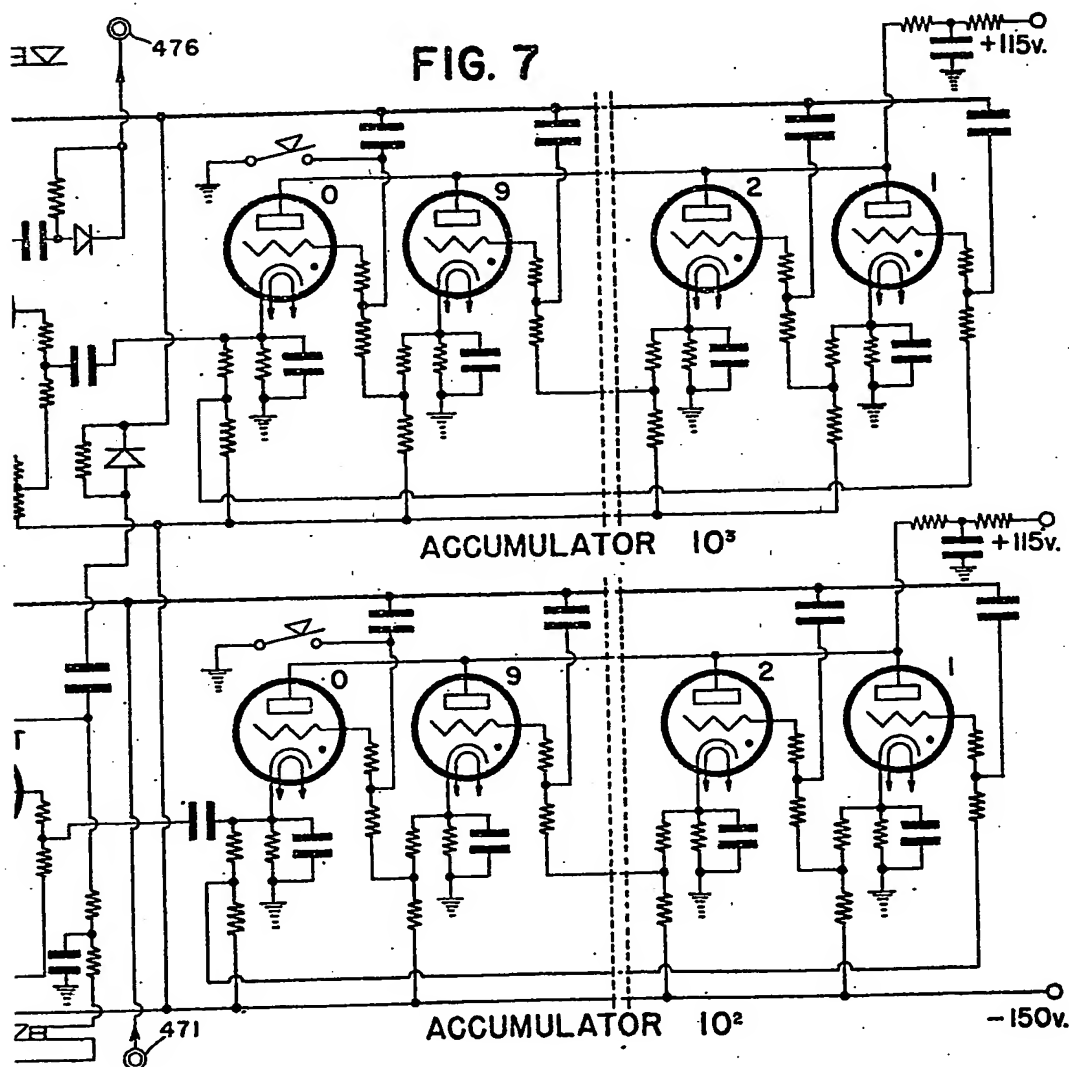 476
FIG. 7
+115v.
0
9
2
1
ACCUMULATOR 10³
+115v.
0
9
2
1
ACCUMULATOR 10²
-150v.
471